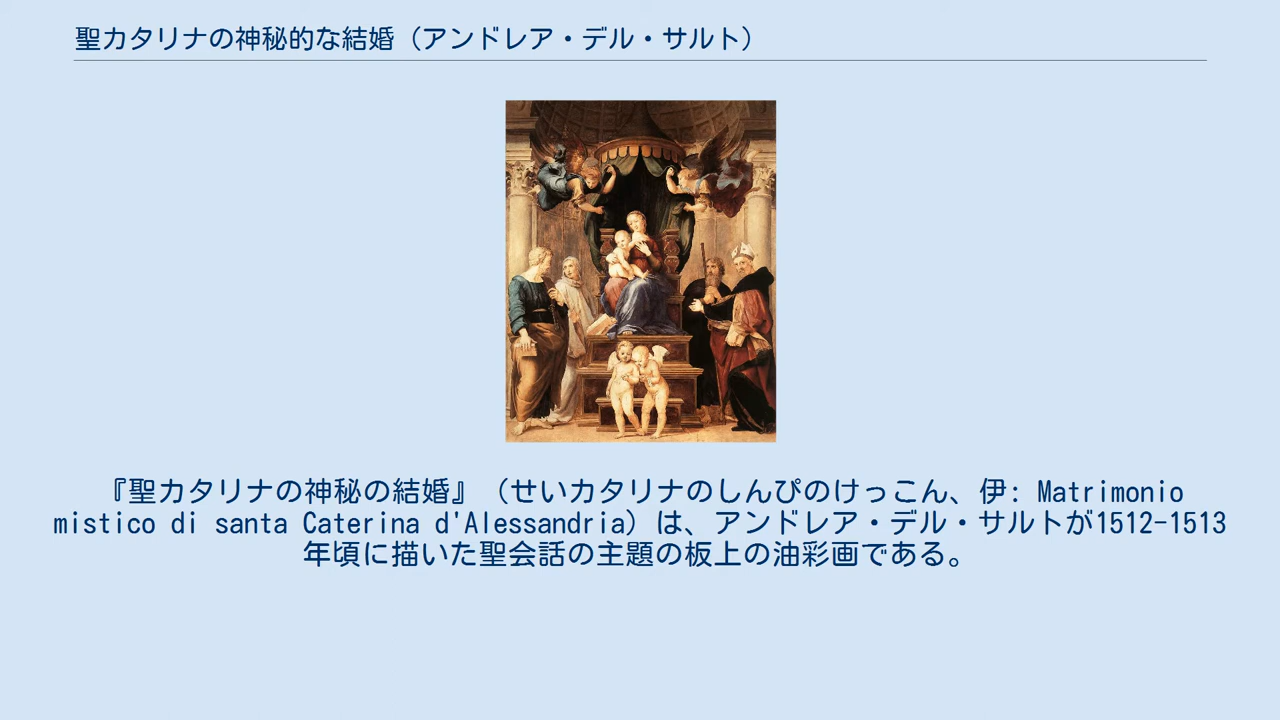 聖カタリナの神秘的な結婚（アンドレア・デル・サルト）
『聖カタリナの神秘の結婚』（せいカタリナのしんぴのけっこん、伊: Matrimonio
mistico di santa Caterina d'Alessandria）は、アンドレア・デル・サルトが1512-1513
年頃に描いた聖会話の主題の板上の油彩画である。